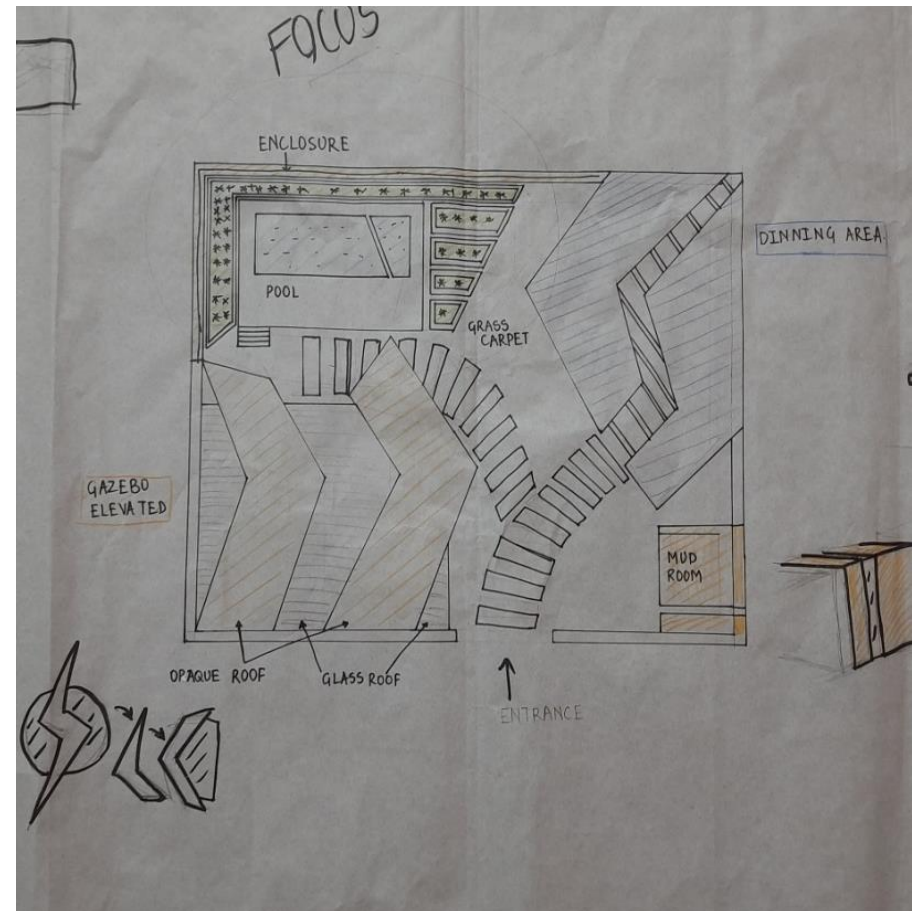 FOCUS
ENCLOSURE
DINNING AREA
POOL
GRASS
CARPET
GAZEBO
ELEVATED
MUD
ROOM
OPAQUE ROOF
GLASS ROOF
ENTRANCE